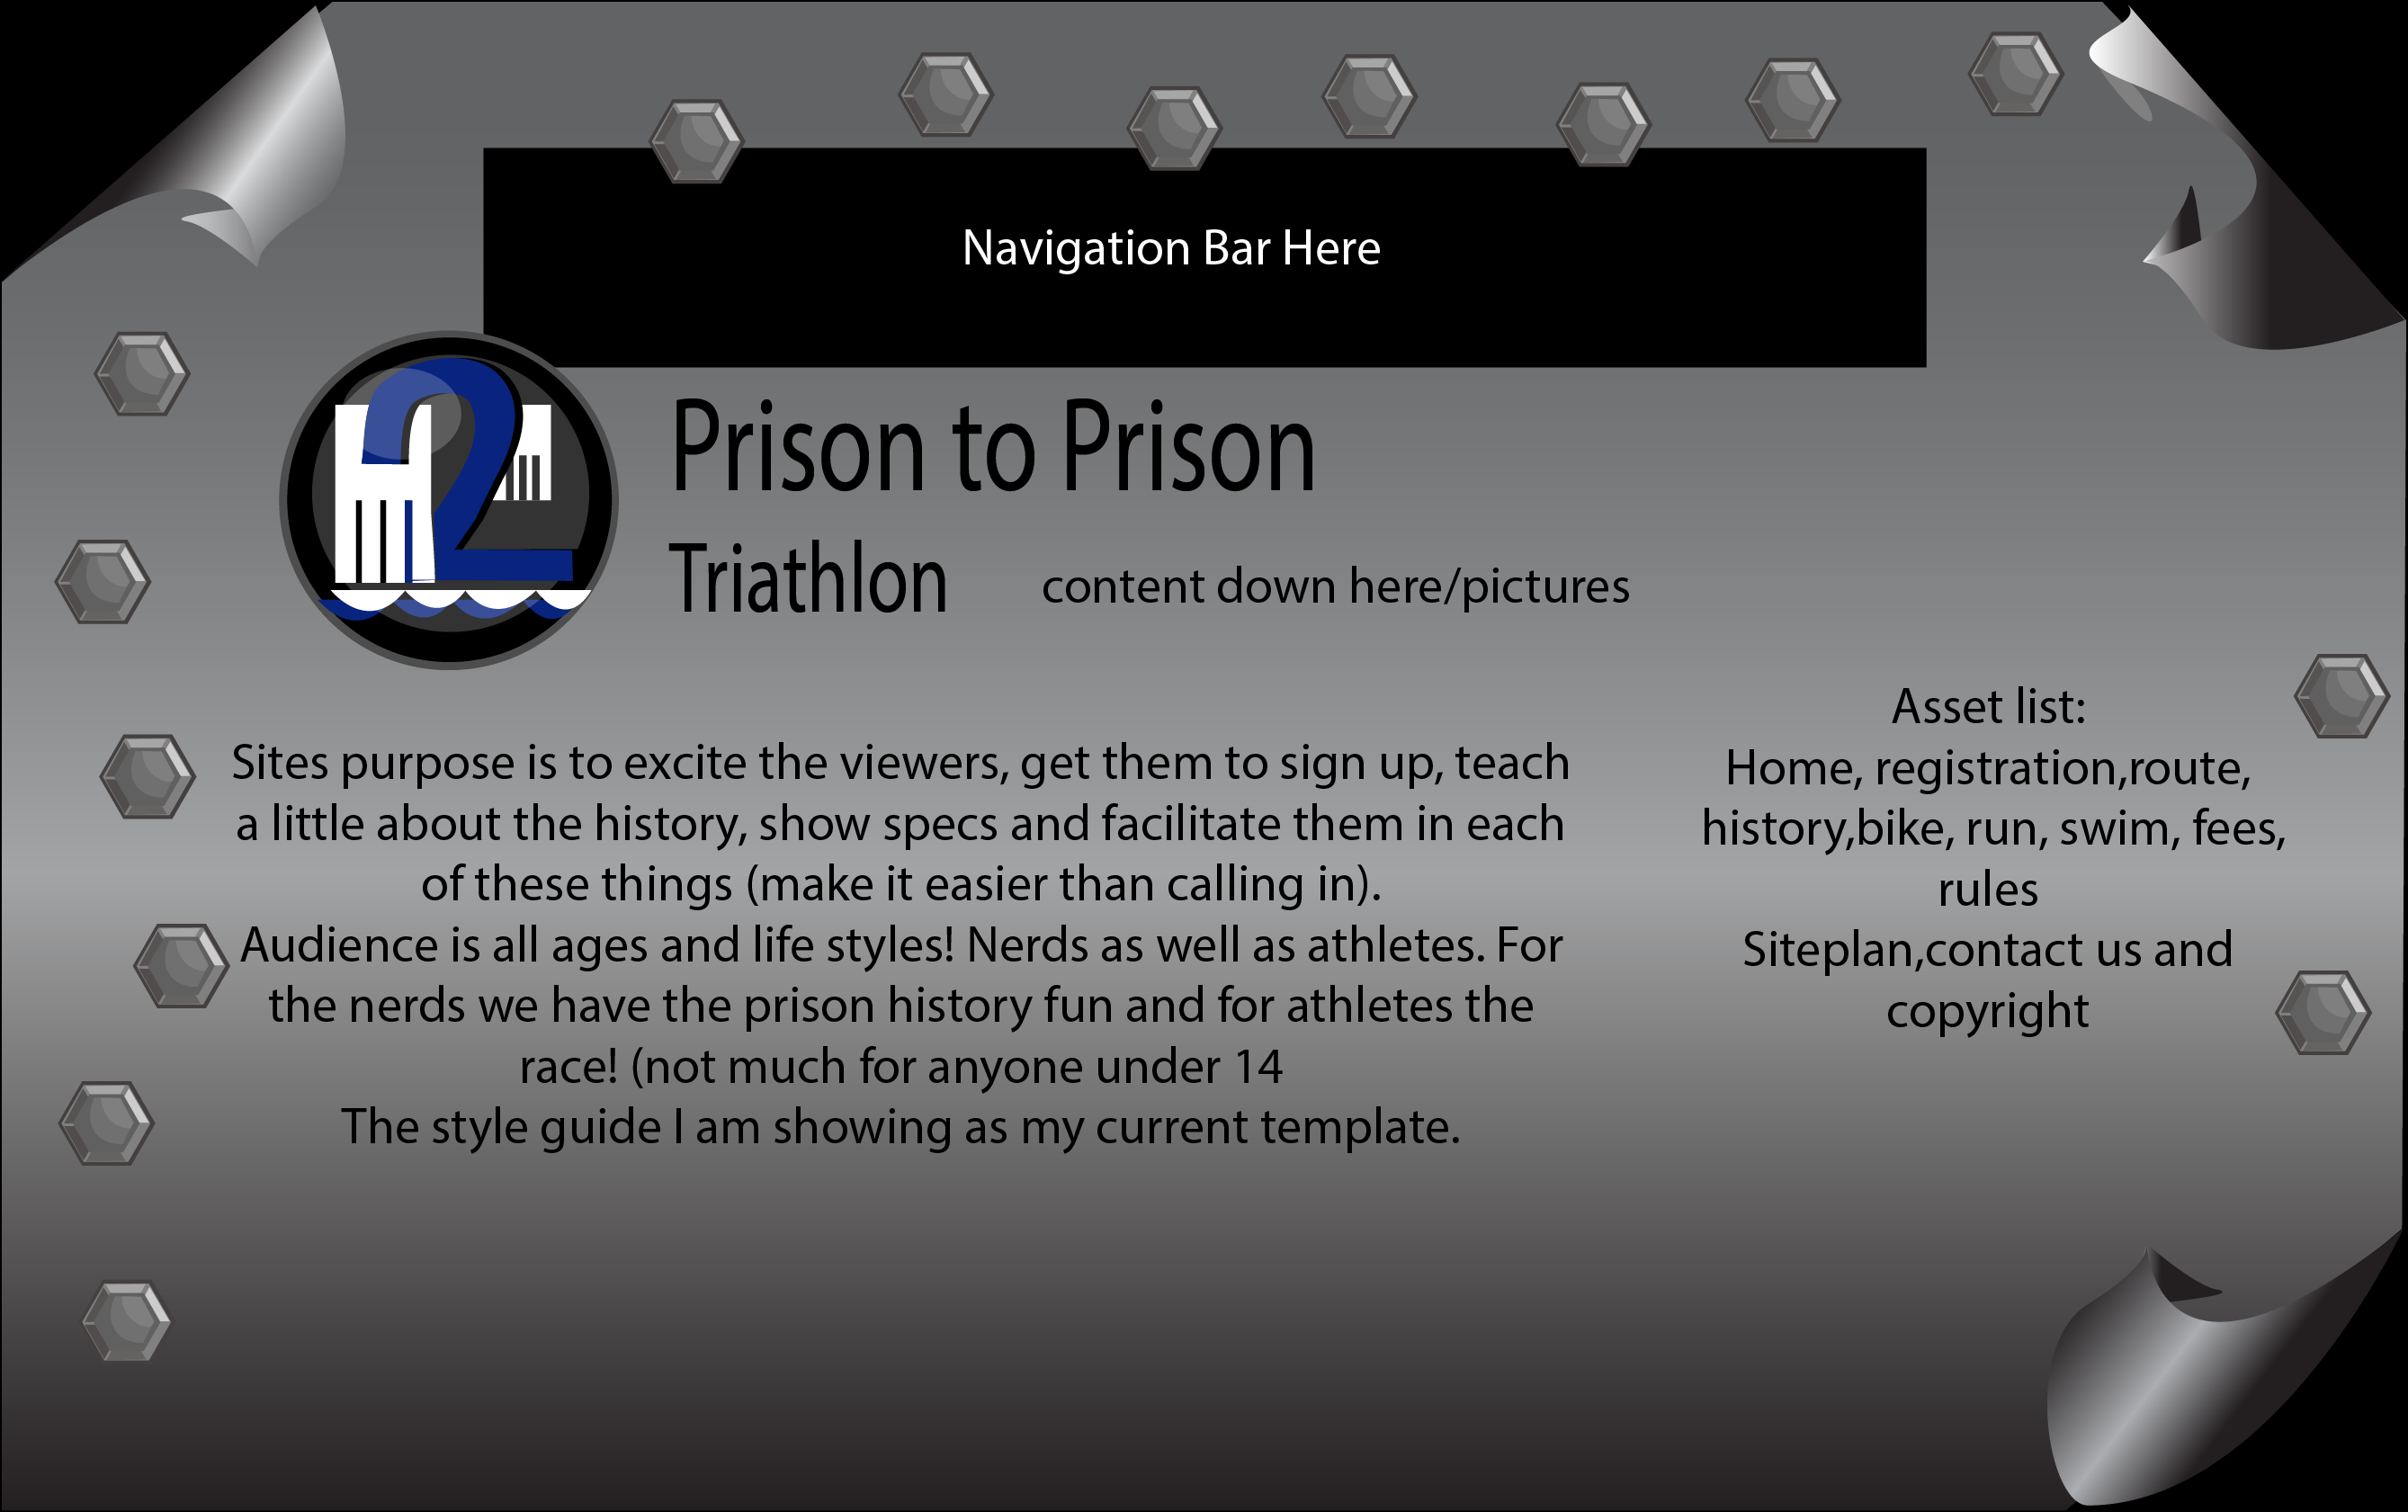 Navigation Bar Here
2
Prison to Prison
Triathlon
content down here/pictures
Sites purpose is to excite the viewers, get them to sign up, teach
a little about the history, show specs and facilitate them in each
of these things (make it easier than calling in).
Audience is all ages and life styles! Nerds as well as athletes. For
the nerds we have the prison history fun and for athletes the
race! (not much for anyone under 14
The style guide I am showing as my current template.
Asset list:
Home, registration,route,
history,bike, run, swim, fees,
rules
Siteplan,contact us and
copyright